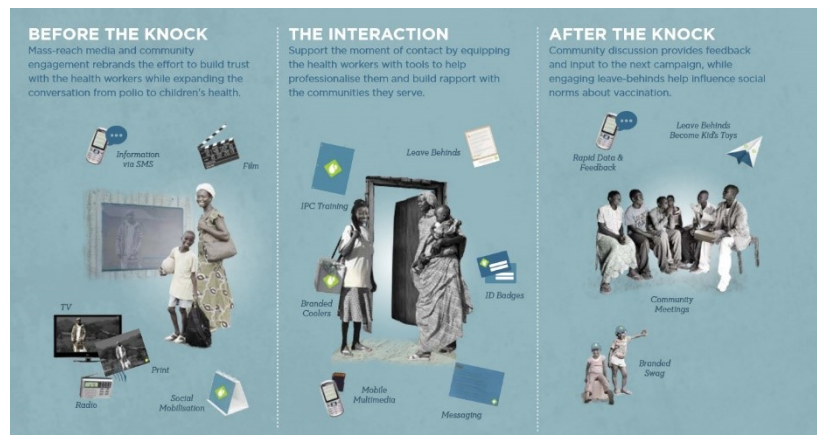 BEFORE THE KNOCK
Mass-reach media and community
engagement rebrands the effort to build trust
with the health workers while expanding the
conversation from polio to children's health.
Information
via SMS
Film
TV
Print
Radio
Social
Mobilisation
THE INTERACTION
Support the moment of contact by equipping
the health workers with tools to help
professionalise them and build rapport with
the communities they serve.
Leave Behinds
IPC Training
Branded
Coolers
ID Badges
Mobile
Multimedia
Messaging
AFTER THE KNOCK
Community discussion provides feedback
and input to the next campaign, while
engaging leave-behinds help influence social
norms about vaccination.
Leave Behinds
Become Kid's Toys
Rapid Data &
Feedback
Community
Meetings
Branded
Swag